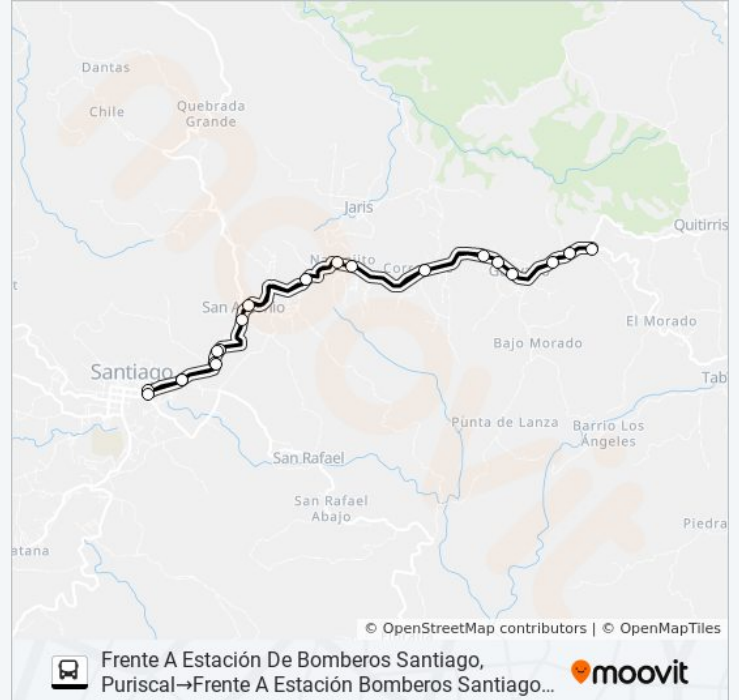 Dantas
Chile
Quebrada
Grande
Jaris
Quitirris
San Antonio
El Morado
Bajo Morado
Santiago
Tab
Punta de Lanza
Barrio Los
Ángeles
San Rafael
San Rafael
Abajo
Piedra
atana
© OpenStreetMap contributors | © OpenMapTiles
Frente A Estación De Bomberos Santiago,
Puriscal→Frente A Estación Bomberos Santiago...
moovit